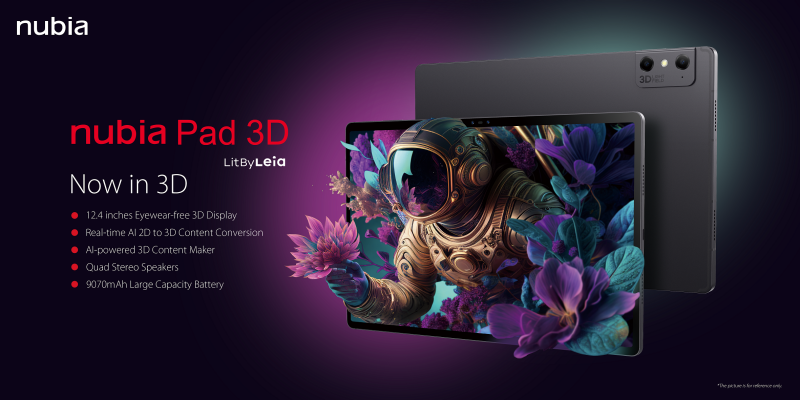 nubia
nubia Pad 3D
LitByLeia
Now in 3D
12.4 inches Eyewear-free 3D Display
Real-time AI 2D to 3D Content Conversion
AI-powered 3D Content Maker
Quad Stereo Speakers
9070mAh Large Capacity Battery
3D
*The picture is for reference only.